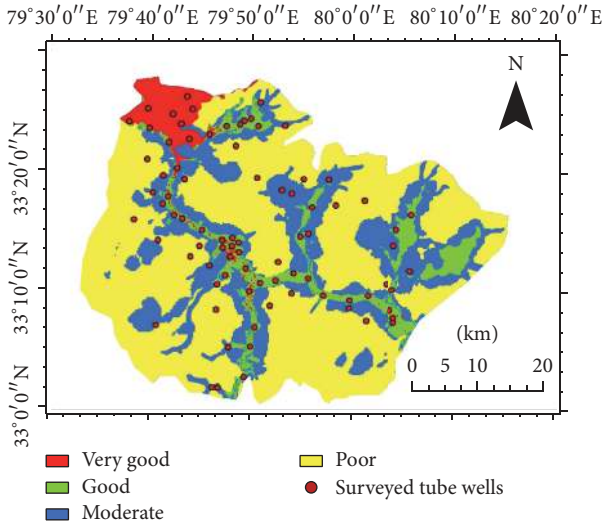 79°30′0″E 79°40′0″E 79°50′0″E 80°0′0″E 80°10′0″E 80°20′0″E
N
33°20′0″N
33°10′0″N
33°0′0″N
(km)
0 5 10 20
Very good
Good
Moderate
Poor
Surveyed tube wells